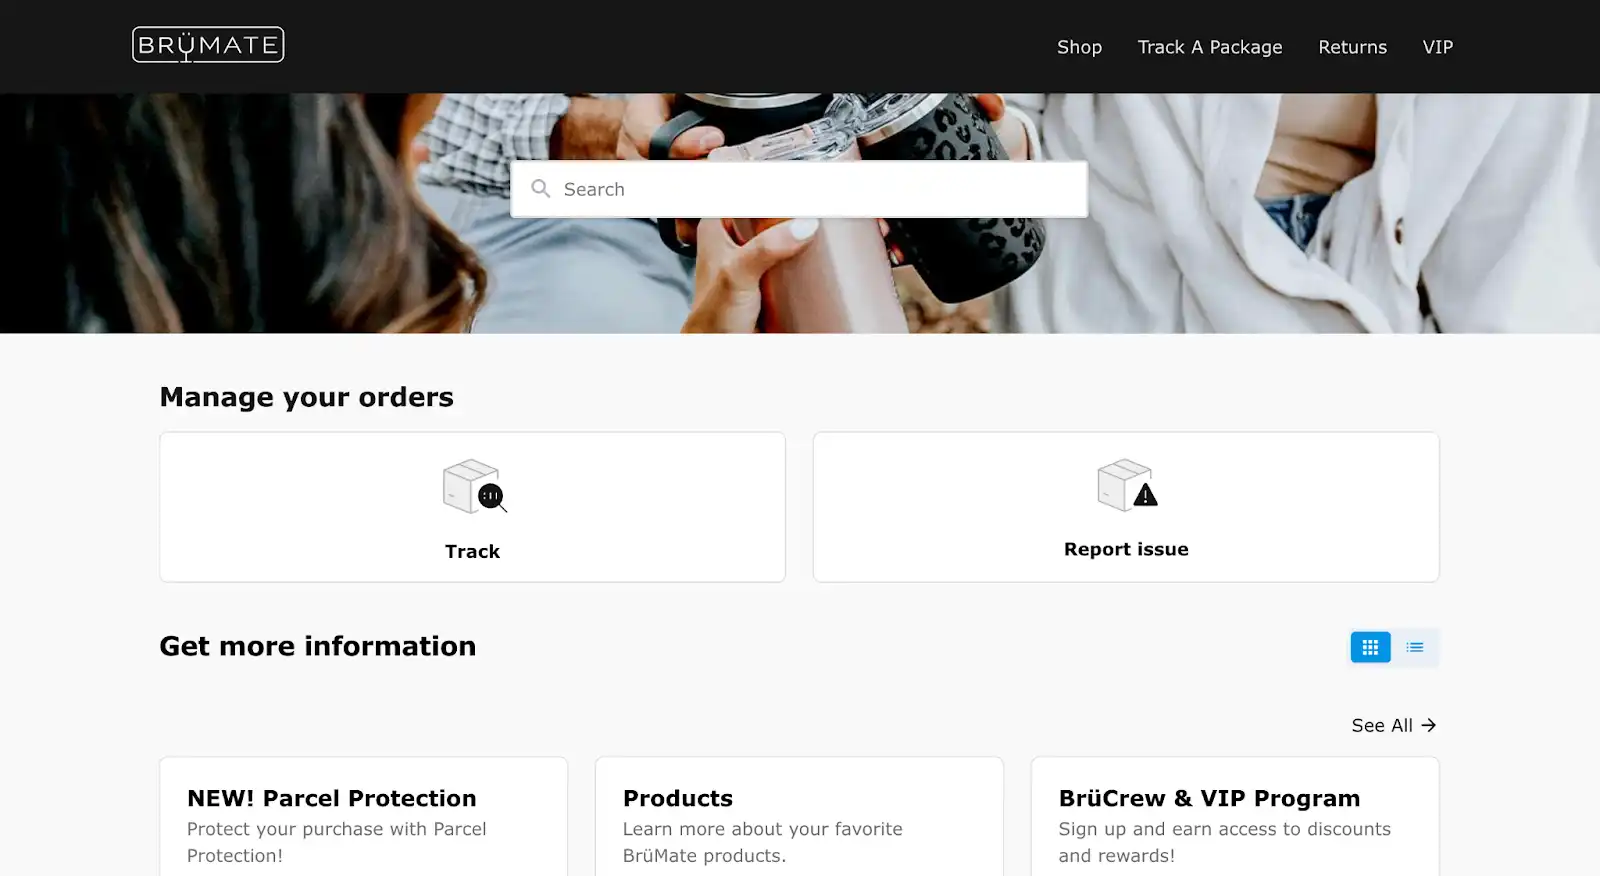 BRÜMATE
Shop
Track A Package
Returns
VIP
Search
Manage your orders
Track
Report issue
Get more information
See All →
NEW! Parcel Protection
Protect your purchase with Parcel
Protection!
Products
Learn more about your favorite
BrüMate products.
BrüCrew & VIP Program
Sign up and earn access to discounts
and rewards!